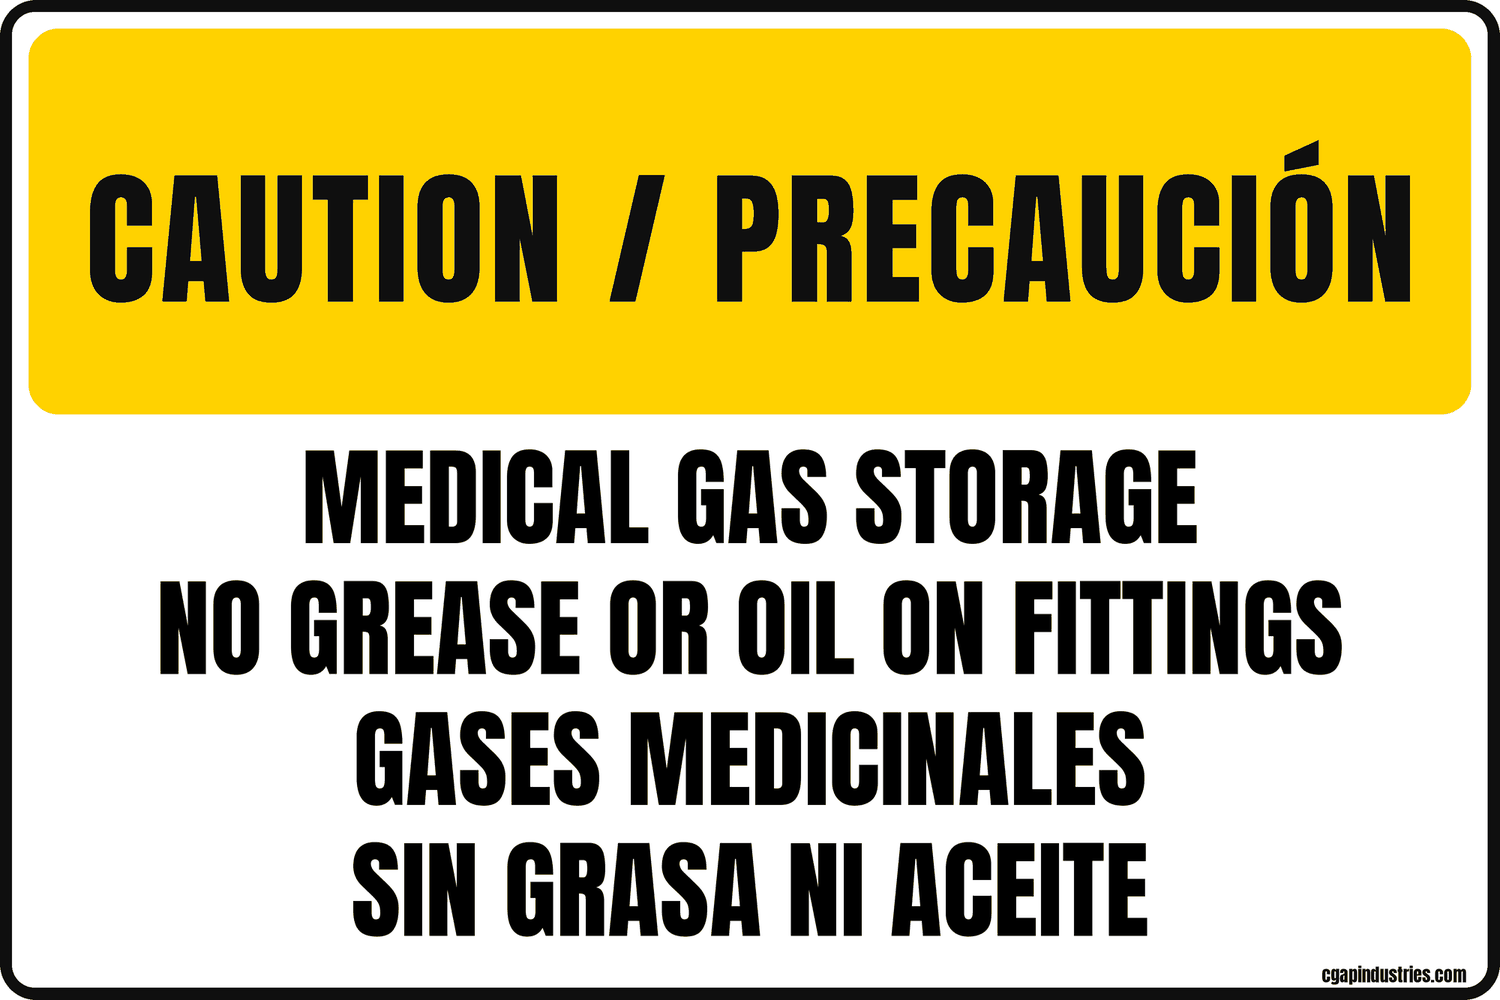 CAUTION / PRECAUCIÓN
MEDICAL GAS STORAGE
NO GREASE OR OIL ON FITTINGS
GASES MEDICINALES
SIN GRASA NI ACEITE
cgapindustries.com